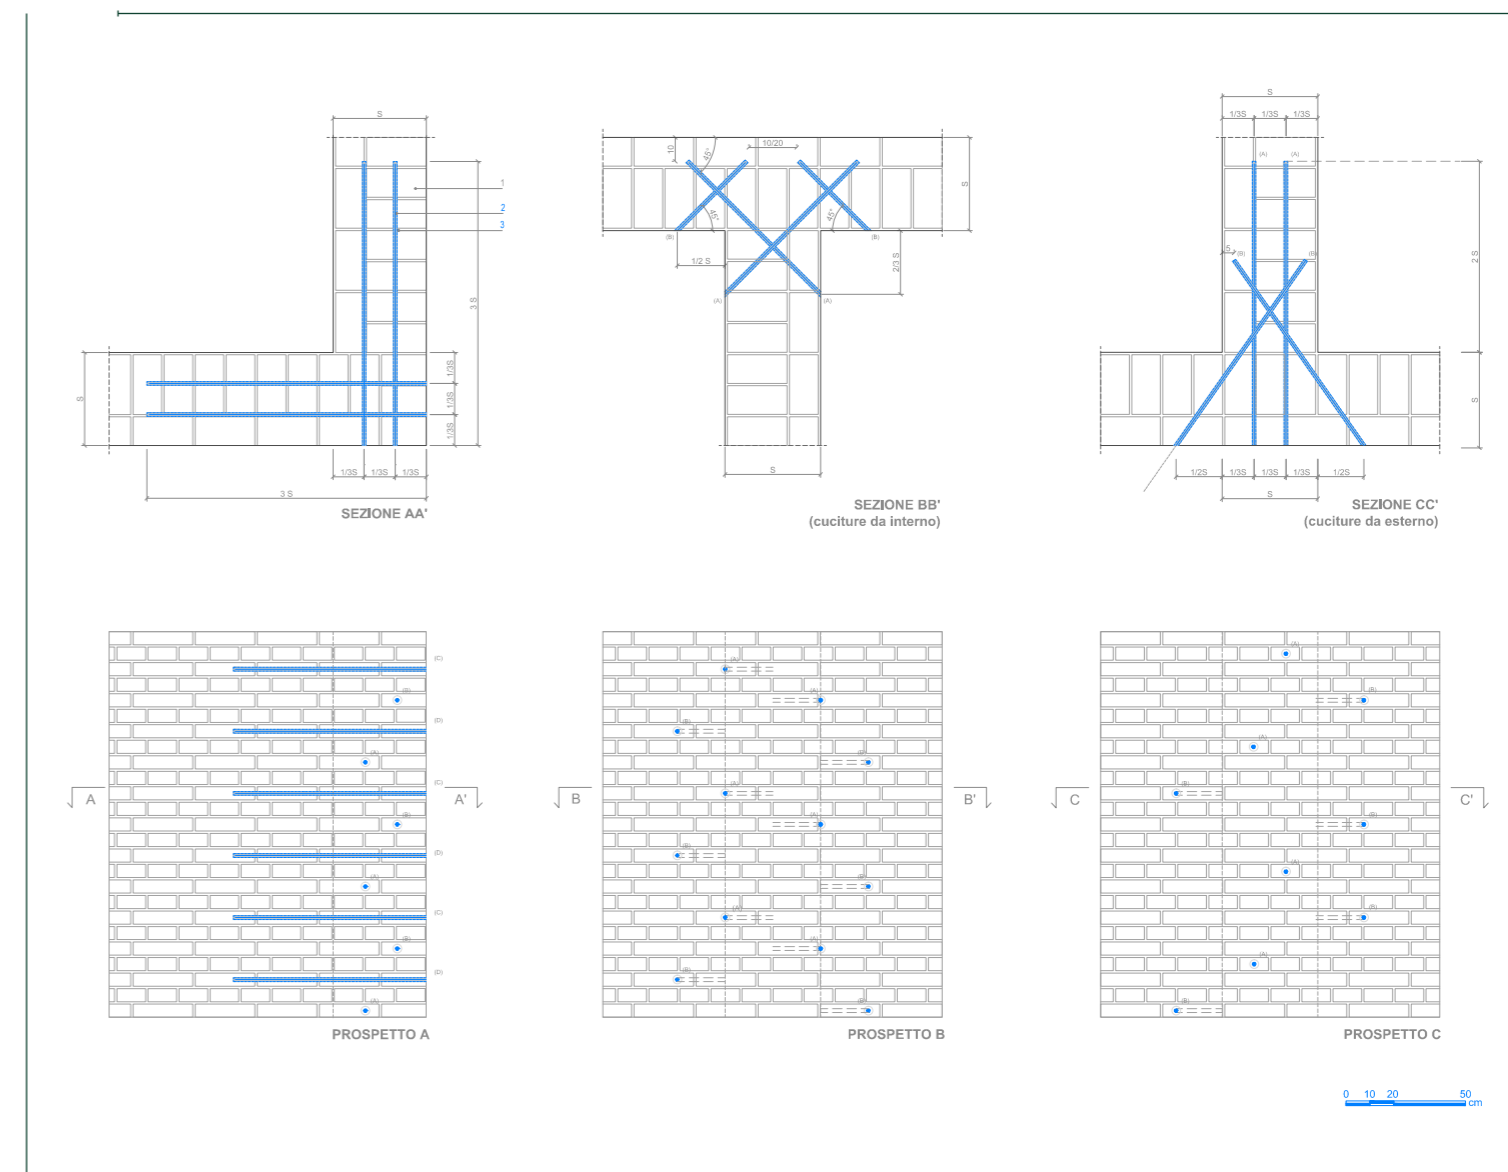 S
1
2
3
3 S
S
1/3S
1/3S
1/3S
1/3S
1/3S
1/3S
3 S
SEZIONE AA'
10
45°
10/20
S
45°
45°
(B)
(B)
1/2 S
2/3 S
(A)
(A)
S
SEZIONE BB'
(cuciture da interno)
S
1/3S
1/3S
1/3S
(A)
(A)
5
(B)
(B)
2 S
S
1/2S
1/3S
1/3S
1/3S
1/2S
S
SEZIONE CC'
(cuciture da esterno)
(C)
(B)
(D)
(A)
(C)
A
A'
(B)
(D)
(A)
(C)
(B)
(D)
(A)
PROSPETTO A
(A)
(A)
(B)
(B)
(A)
B
B'
(A)
(B)
(B)
(A)
(A)
(B)
(B)
PROSPETTO B
(A)
(B)
(A)
(B)
C
C'
(B)
(A)
(B)
(A)
(B)
PROSPETTO C
0 10 20 50
cm